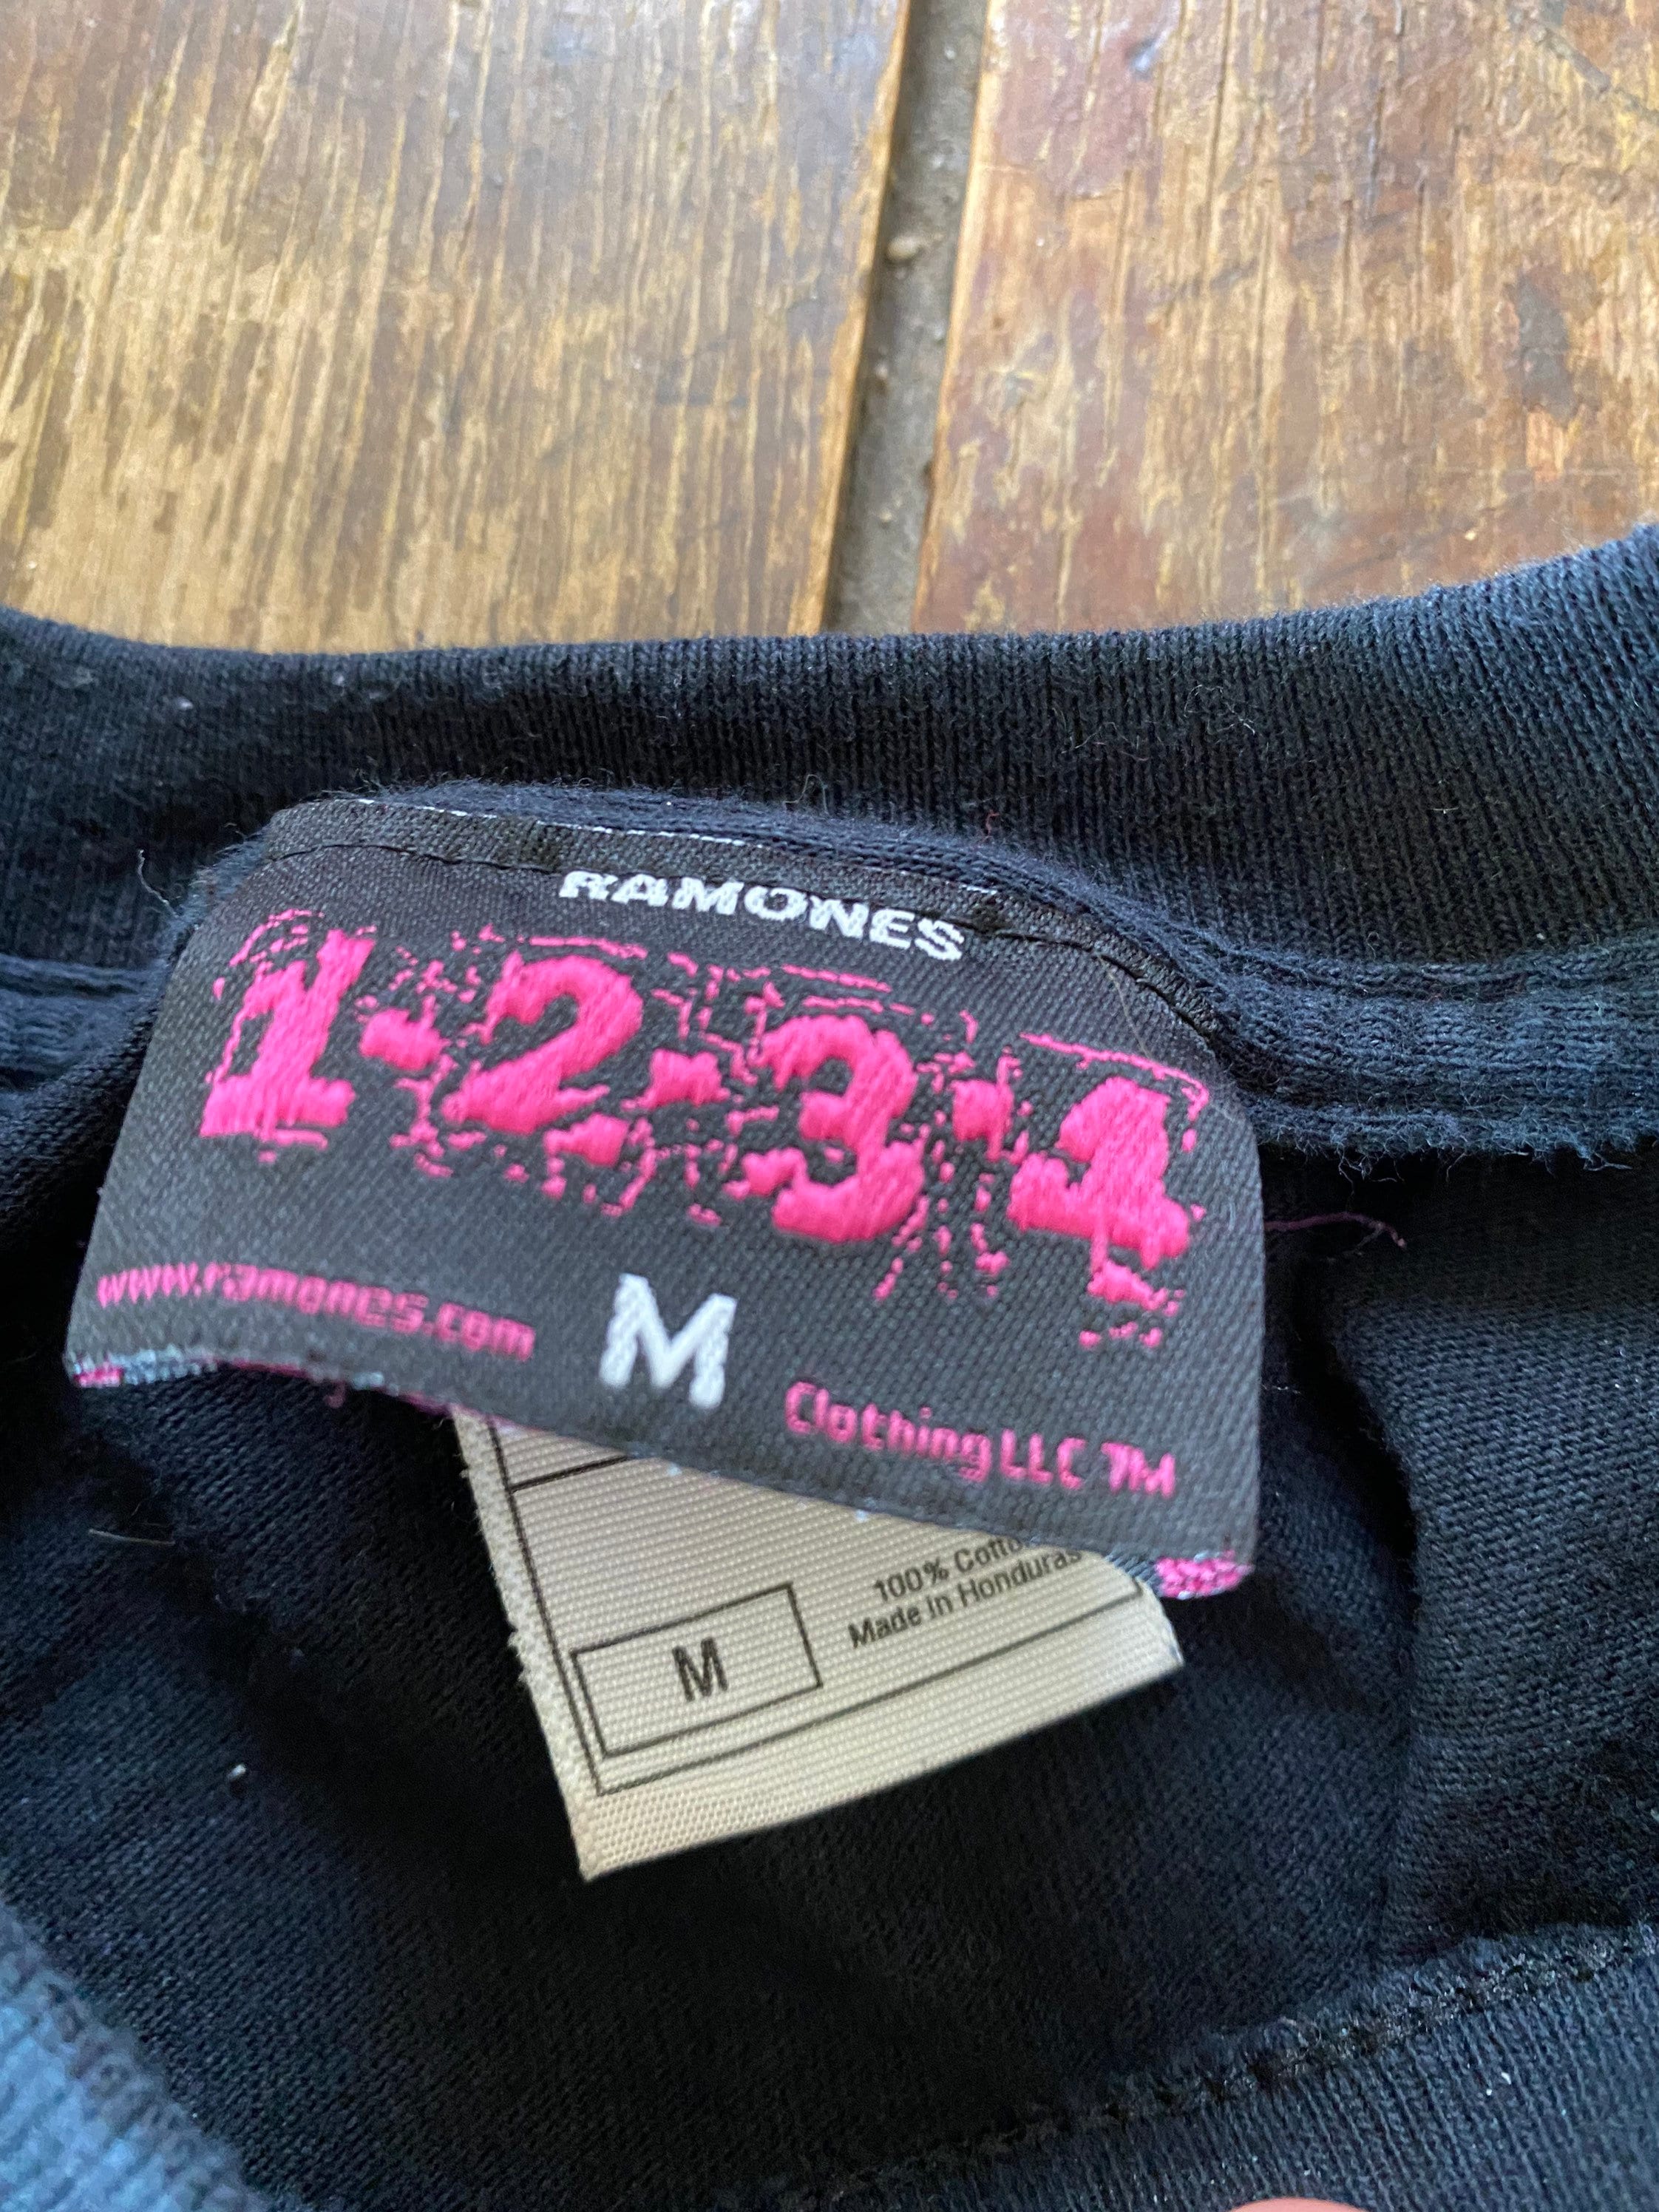 RAMONES
1-2-3-4
www.ramones.com
M
Clothing LLC TM
100% Cotto
Made in Honduras
M